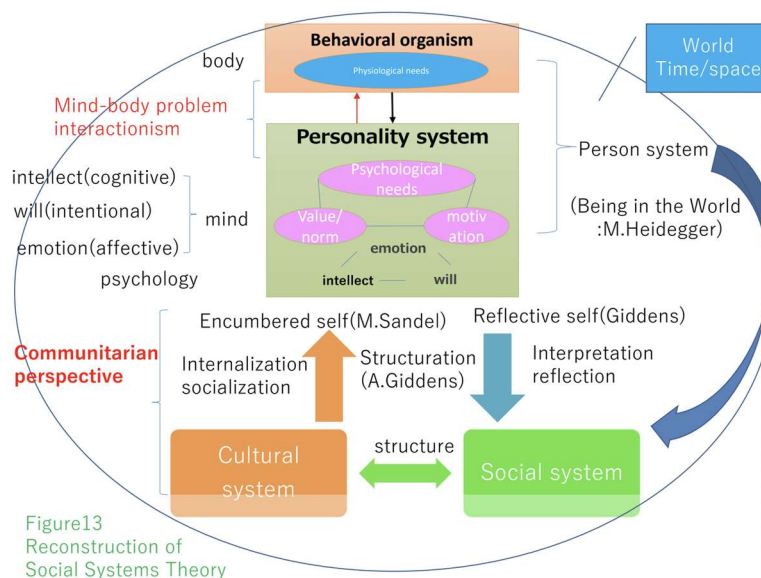 Behavioral organism
body
Physiological needs
World
Time/space
Mind-body problem
interactionism
Personality system
Person system
intellect(cognitive)
will(intentional)
emotion(affective)
mind
psychology
Psychological
needs
Value/
norm
motiv
ation
emotion
intellect
will
(Being in the World
:M.Heidegger)
Encumbered self(M.Sandel)
Reflective self(Giddens)
Communitarian
perspective
Internalization
socialization
Structuration
(A.Giddens)
Interpretation
reflection
Cultural
system
structure
Social system
Figure13
Reconstruction of
Social Systems Theory